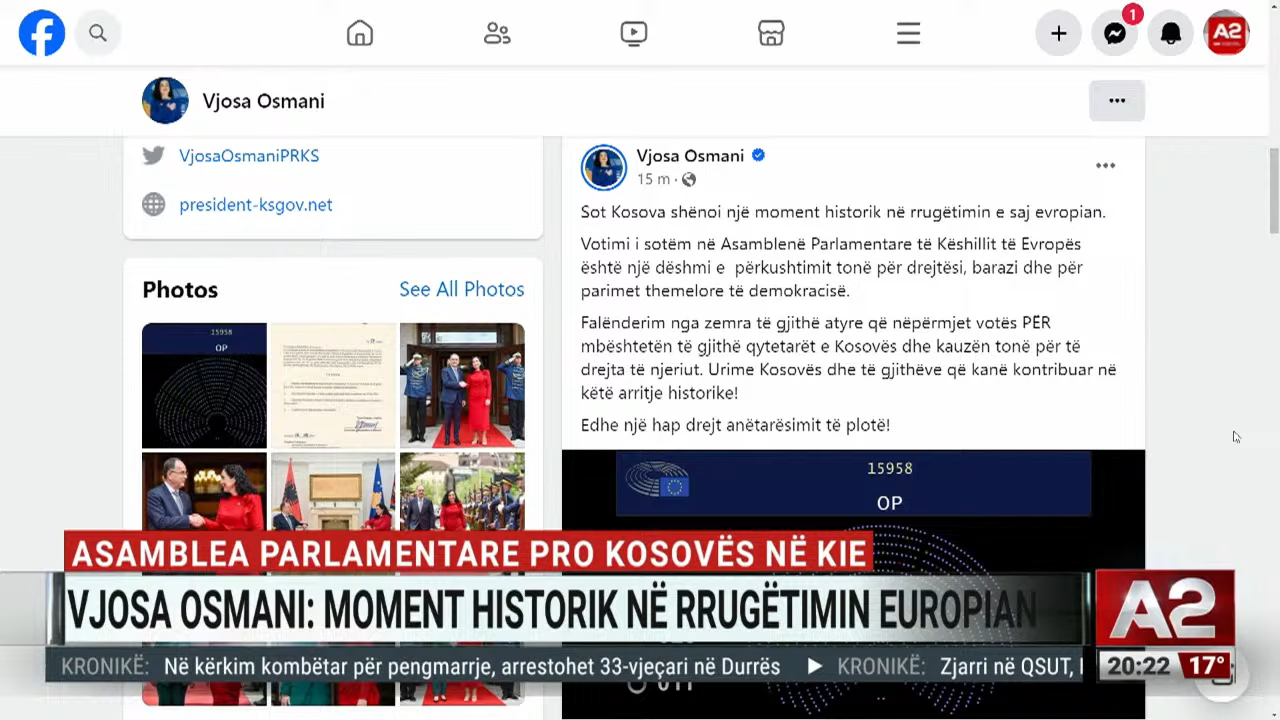 1
A2
Vjosa Osmani
VjosaOsmaniPRKS
president-ksgov.net
Photos
See All Photos
15958
OP
Vjosa Osmani
15 m
Sot Kosova shënoi një moment historik në rrugëtimin e saj evropian.
Votimi i sotëm në Asamblenë Parlamentare të Këshillit të Evropës
është një dëshmi e përkushtimit tonë për drejtësi, barazi dhe për
parimet themelore të demokracisë.
Falënderim nga zemra të gjithë atyre që nëpërmjet votës PËR
mbështetën të gjithë qytetarët e Kosovës dhe kauzën tonë për të
drejta të njeriut. Urime Kosovës dhe të gjithëve që kanë kontribuar në
këtë arritje historike!
Edhe një hap drejt anëtarësimit të plotë!
15958
OP
ASAMBLEA PARLAMENTARE PRO KOSOVËS NË KIE
VJOSA OSMANI: MOMENT HISTORIK NË RRUGËTIMIN EUROPIAN
A2
KRONIKË: Në kërkim kombëtar për pengmarrje, arrestohet 33-vjeçari në Durrës ▶ KRONIKË: Zjarri në QSUT,
20:22 17°